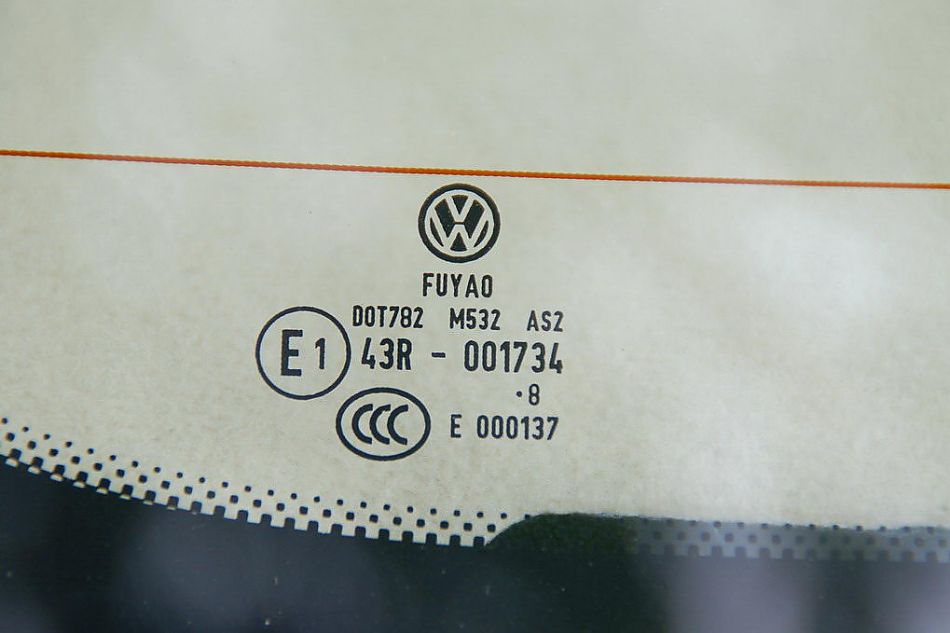 FUYAO
DOT782 M532 AS2
E1 43R - 001734
·8
CCC E 000137